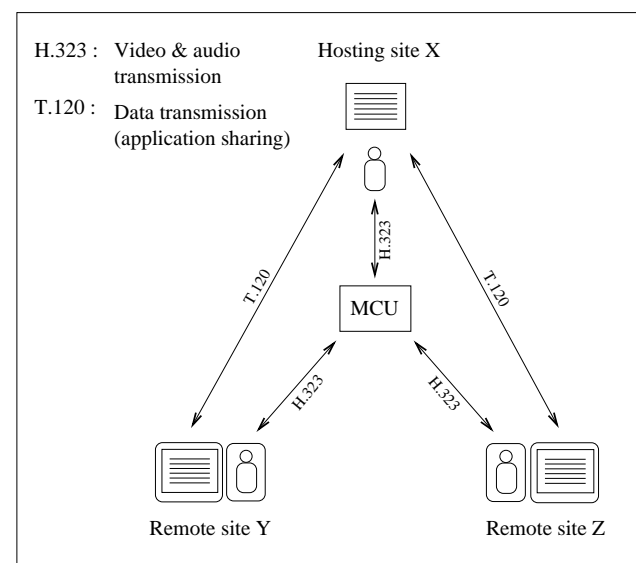 H.323 : Video & audio
transmission
T.120 : Data transmission
(application sharing)
Hosting site X
H.323
T.120
T.120
MCU
H.323
H.323
Remote site Y
Remote site Z